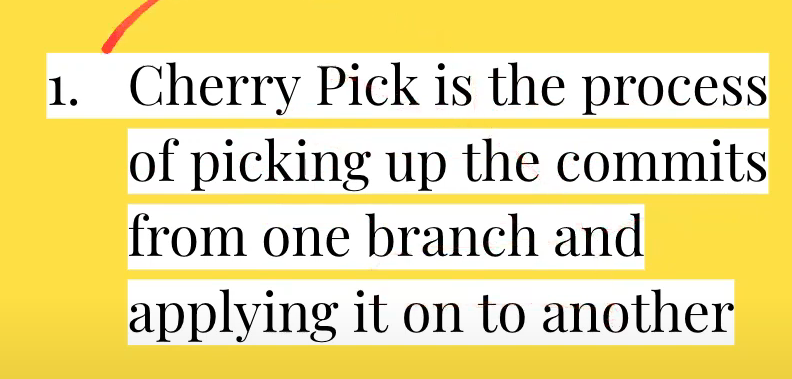 1. Cherry Pick is the process
of picking up the commits
from one branch and
applying it on to another